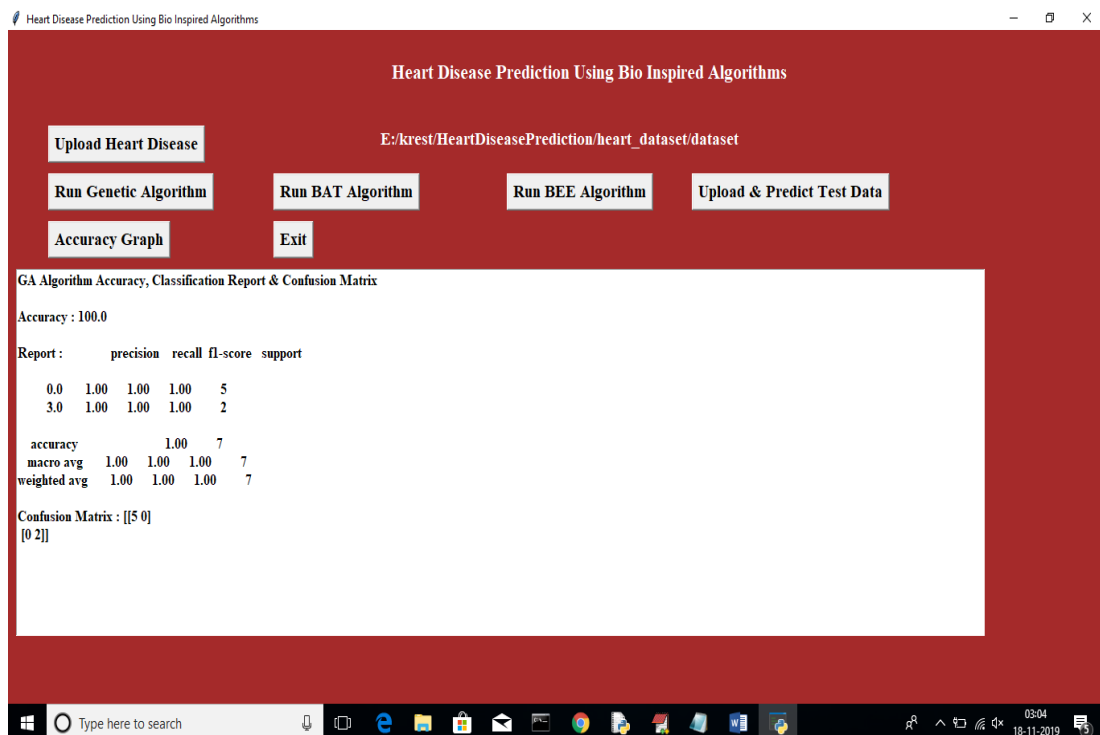 Heart Disease Prediction Using Bio Inspired Algorithms
Heart Disease Prediction Using Bio Inspired Algorithms
Upload Heart Disease
E:/krest/HeartDiseasePrediction/heart_dataset/dataset
Run Genetic Algorithm
Run BAT Algorithm
Run BEE Algorithm
Upload & Predict Test Data
Accuracy Graph
Exit
GA Algorithm Accuracy, Classification Report & Confusion Matrix
Accuracy : 100.0
Report : precision recall f1-score support
0.0 1.00 1.00 1.00 5
3.0 1.00 1.00 1.00 2
accuracy 1.00 7
macro avg 1.00 1.00 1.00 7
weighted avg 1.00 1.00 1.00 7
Confusion Matrix : [[5 0]
[0 2]]
Type here to search
03:04
18-11-2019
5